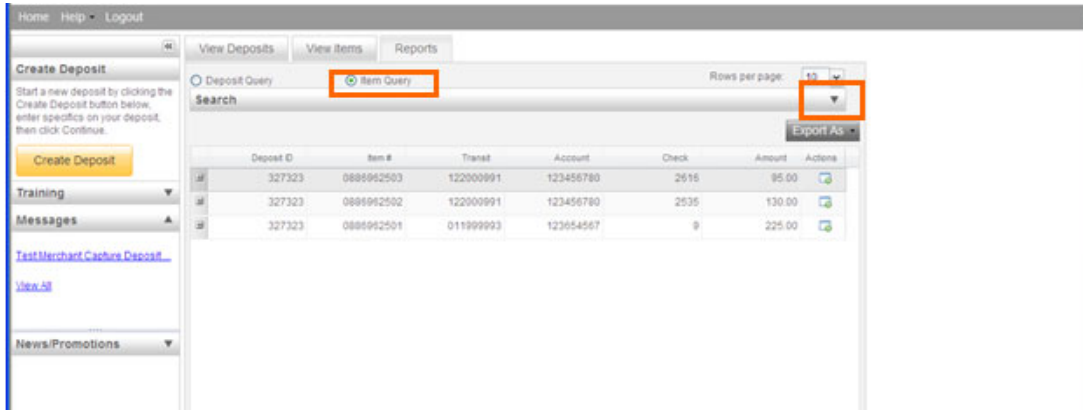 Home Help Logout
Create Deposit
Start a new deposit by clicking the
Create Deposit button below,
enter specifics on your deposit,
then click Continue.
Create Deposit
Training
Messages
Test Merchant Capture Deposit...
View All
News/Promotions
View Deposits View Items Reports
Deposit Query Item Query Rows per page: 10
Search
Export As
Deposit ID Item # Transit Account Check Amount Actions
327323 0886962503 122000991 123456780 2616 95.00
327323 0886962502 122000991 123456780 2535 130.00
327323 0886962501 011999993 123654567 9 225.00